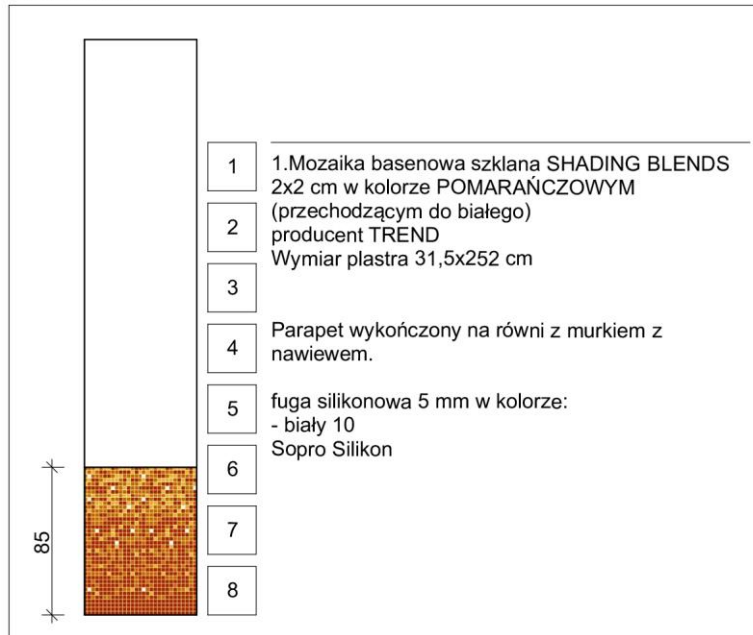 1
2
3
4
5
6
7
8
1.Mozaika basenowa szklana SHADING BLENDS
2x2 cm w kolorze POMARAŃCZOWYM
(przechodzącym do białego)
producent TREND
Wymiar plastra 31,5x252 cm
Parapet wykończony na równi z murkiem z
nawiewem.
fuga silikonowa 5 mm w kolorze:
- biały 10
Sopro Silikon
85